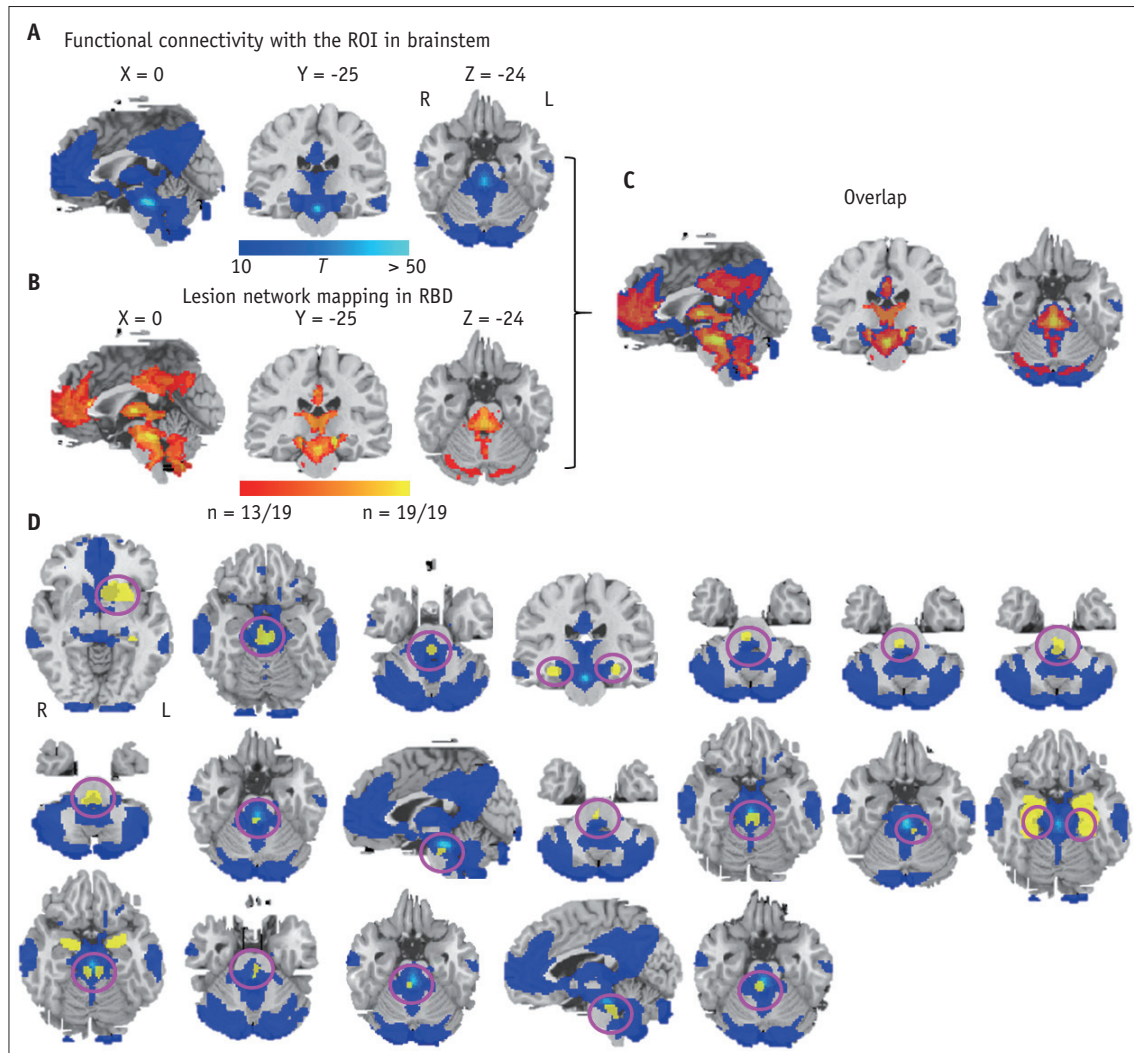 A Functional connectivity with the ROI in brainstem
X = 0 Y = -25 Z = -24
R L
10 T > 50
B Lesion network mapping in RBD
X = 0 Y = -25 Z = -24
n = 13/19 n = 19/19
C
Overlap
D
R L